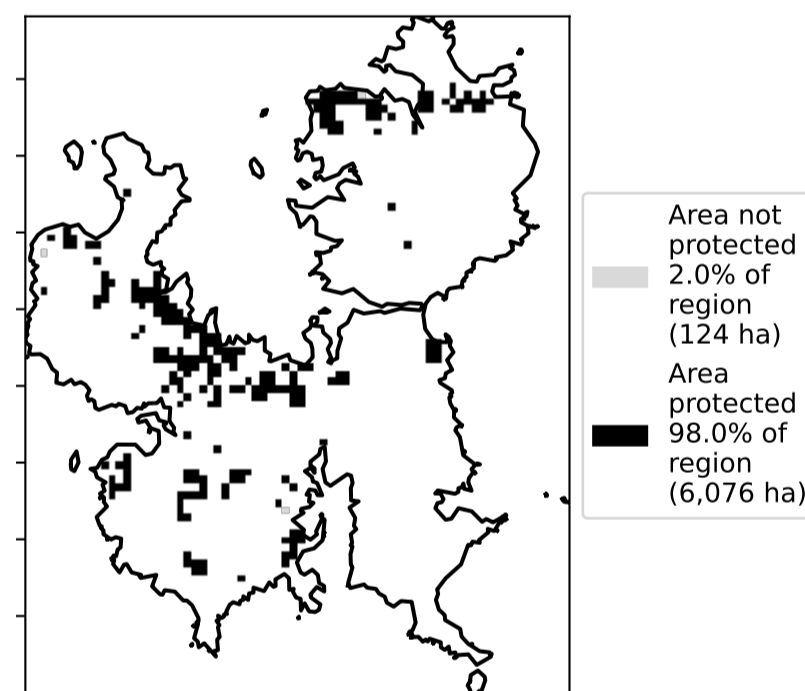 Area not
protected
2.0% of
region
(124 ha)
Area
protected
98.0% of
region
(6,076 ha)